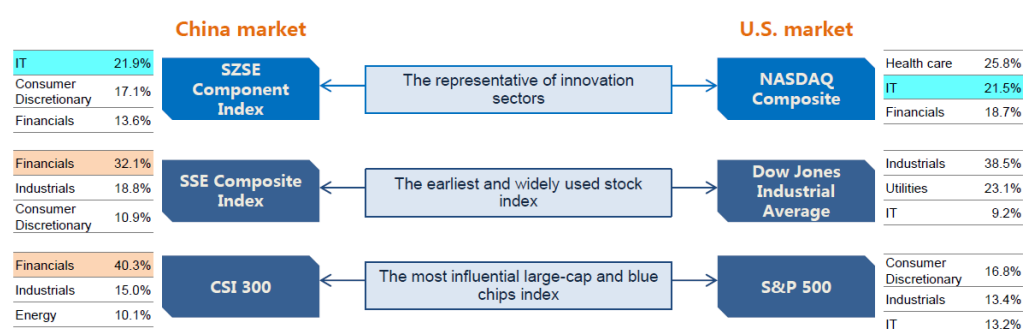 China market
U.S. market
IT 21.9%
Consumer
Discretionary 17.1%
Financials 13.6%
SZSE
Component
Index
The representative of innovation
sectors
NASDAQ
Composite
Health care 25.8%
IT 21.5%
Financials 18.7%
Financials 32.1%
Industrials 18.8%
Consumer
Discretionary 10.9%
SSE Composite
Index
The earliest and widely used stock
index
Dow Jones
Industrial
Average
Industrials 38.5%
Utilities 23.1%
IT 9.2%
Financials 40.3%
Industrials 15.0%
Energy 10.1%
CSI 300
The most influential large-cap and blue
chips index
S&P 500
Consumer
Discretionary 16.8%
Industrials 13.4%
IT 13.2%